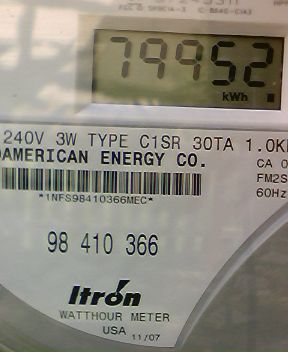 79952
kWh
240V 3W TYPE C1SR 30TA 1.0K
AMERICAN ENERGY CO.
CA 0
FM2S
60Hz
*1NFS98410366MEC*
98 410 366
Itrón
WATTHOUR METER
USA 11/07